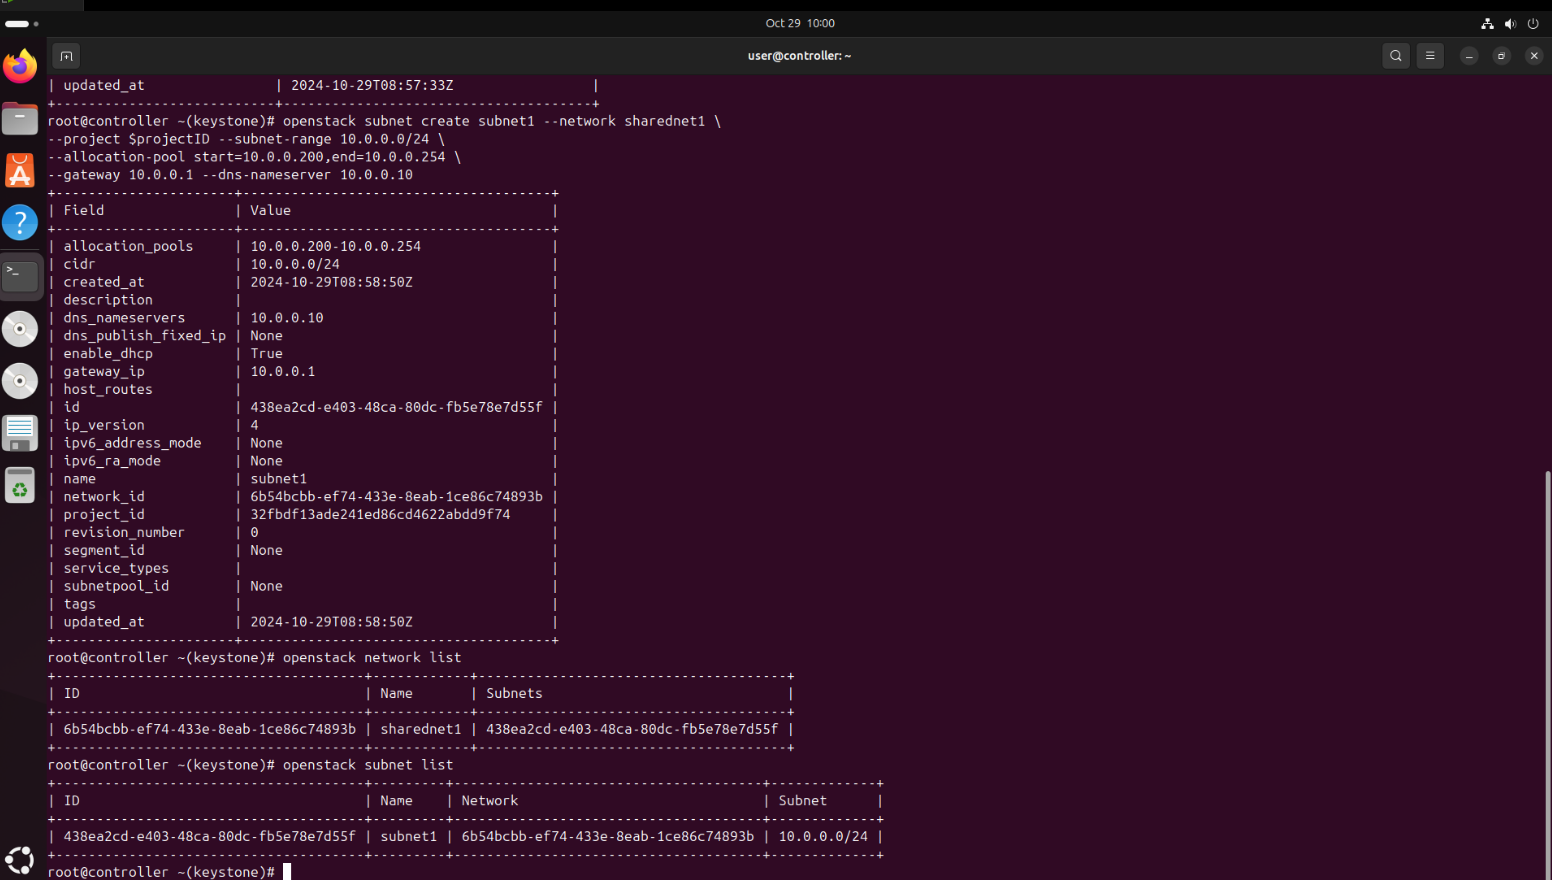 Oct 29 10:00
user@controller: ~
| updated_at                | 2024-10-29T08:57:33Z                 |
+---------------------------+--------------------------------------+
root@controller ~(keystone)# openstack subnet create subnet1 --network sharednet1 \
--project $projectID --subnet-range 10.0.0.0/24 \
--allocation-pool start=10.0.0.200,end=10.0.0.254 \
--gateway 10.0.0.1 --dns-nameserver 10.0.0.10
+----------------------+--------------------------------------+
| Field                | Value                                |
+----------------------+--------------------------------------+
| allocation_pools     | 10.0.0.200-10.0.0.254                |
| cidr                 | 10.0.0.0/24                          |
| created_at           | 2024-10-29T08:58:50Z                 |
| description          |                                      |
| dns_nameservers      | 10.0.0.10                            |
| dns_publish_fixed_ip | None                                 |
| enable_dhcp          | True                                 |
| gateway_ip           | 10.0.0.1                             |
| host_routes          |                                      |
| id                   | 438ea2cd-e403-48ca-80dc-fb5e78e7d55f |
| ip_version           | 4                                    |
| ipv6_address_mode    | None                                 |
| ipv6_ra_mode         | None                                 |
| name                 | subnet1                              |
| network_id           | 6b54bcbb-ef74-433e-8eab-1ce86c74893b |
| project_id           | 32fbdf13ade241ed86cd4622abdd9f74     |
| revision_number      | 0                                    |
| segment_id           | None                                 |
| service_types        |                                      |
| subnetpool_id        | None                                 |
| tags                 |                                      |
| updated_at           | 2024-10-29T08:58:50Z                 |
+----------------------+--------------------------------------+
root@controller ~(keystone)# openstack network list
+--------------------------------------+------------+--------------------------------------+
| ID                                   | Name       | Subnets                              |
+--------------------------------------+------------+--------------------------------------+
| 6b54bcbb-ef74-433e-8eab-1ce86c74893b | sharednet1 | 438ea2cd-e403-48ca-80dc-fb5e78e7d55f |
+--------------------------------------+------------+--------------------------------------+
root@controller ~(keystone)# openstack subnet list
+--------------------------------------+---------+--------------------------------------+-------------+
| ID                                   | Name    | Network                              | Subnet      |
+--------------------------------------+---------+--------------------------------------+-------------+
| 438ea2cd-e403-48ca-80dc-fb5e78e7d55f | subnet1 | 6b54bcbb-ef74-433e-8eab-1ce86c74893b | 10.0.0.0/24 |
+--------------------------------------+---------+--------------------------------------+-------------+
root@controller ~(keystone)#